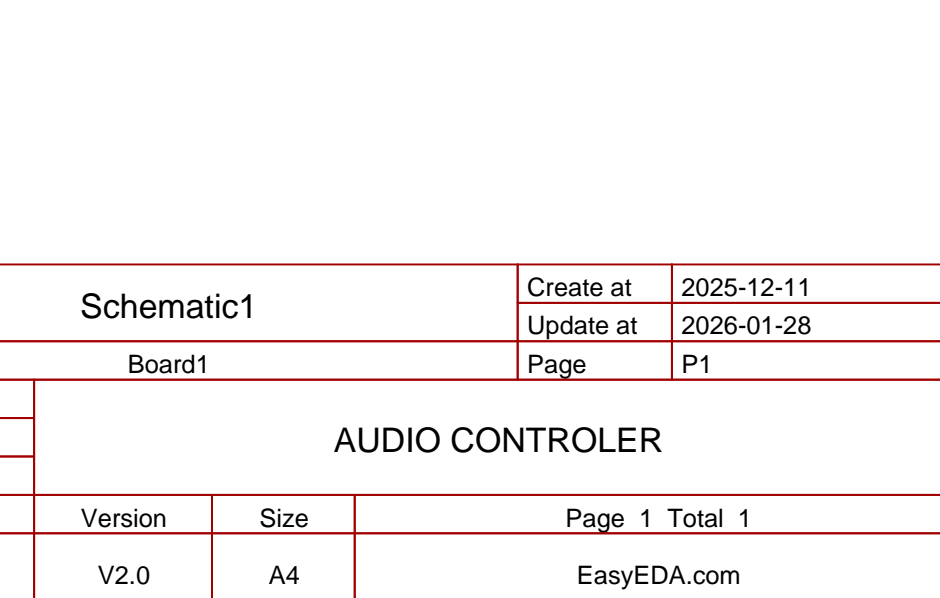 Schematic1
Create at 2025-12-11
Update at 2026-01-28
Board1
Page P1
AUDIO CONTROLER
Version Size Page 1 Total 1
V2.0 A4 EasyEDA.com